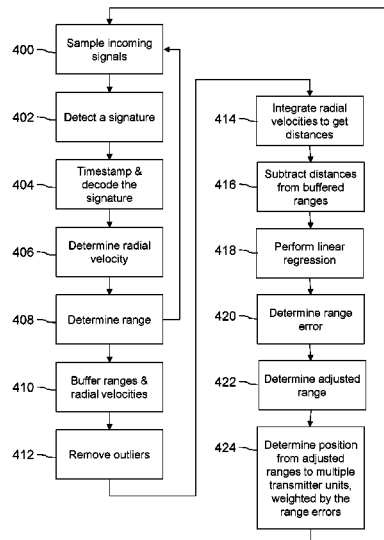 400
Sample incoming
signals
402
Detect a signature
404
Timestamp &
decode the
signature
406
Determine radial
velocity
408
Determine range
410
Buffer ranges &
radial velocities
412
Remove outliers
414
Integrate radial
velocities to get
distances
416
Subtract distances
from buffered
ranges
418
Perform linear
regression
420
Determine range
error
422
Determine adjusted
range
424
Determine position
from adjusted
ranges to multiple
transmitter units,
weighted by the
range errors